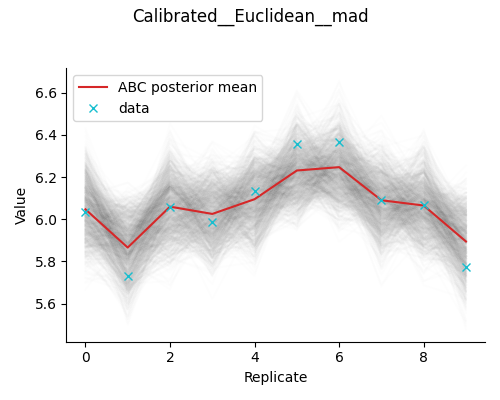 Calibrated__Euclidean__mad
ABC posterior mean
data
Value
6.6
6.4
6.2
6.0
5.8
5.6
0 2 4 6 8
Replicate